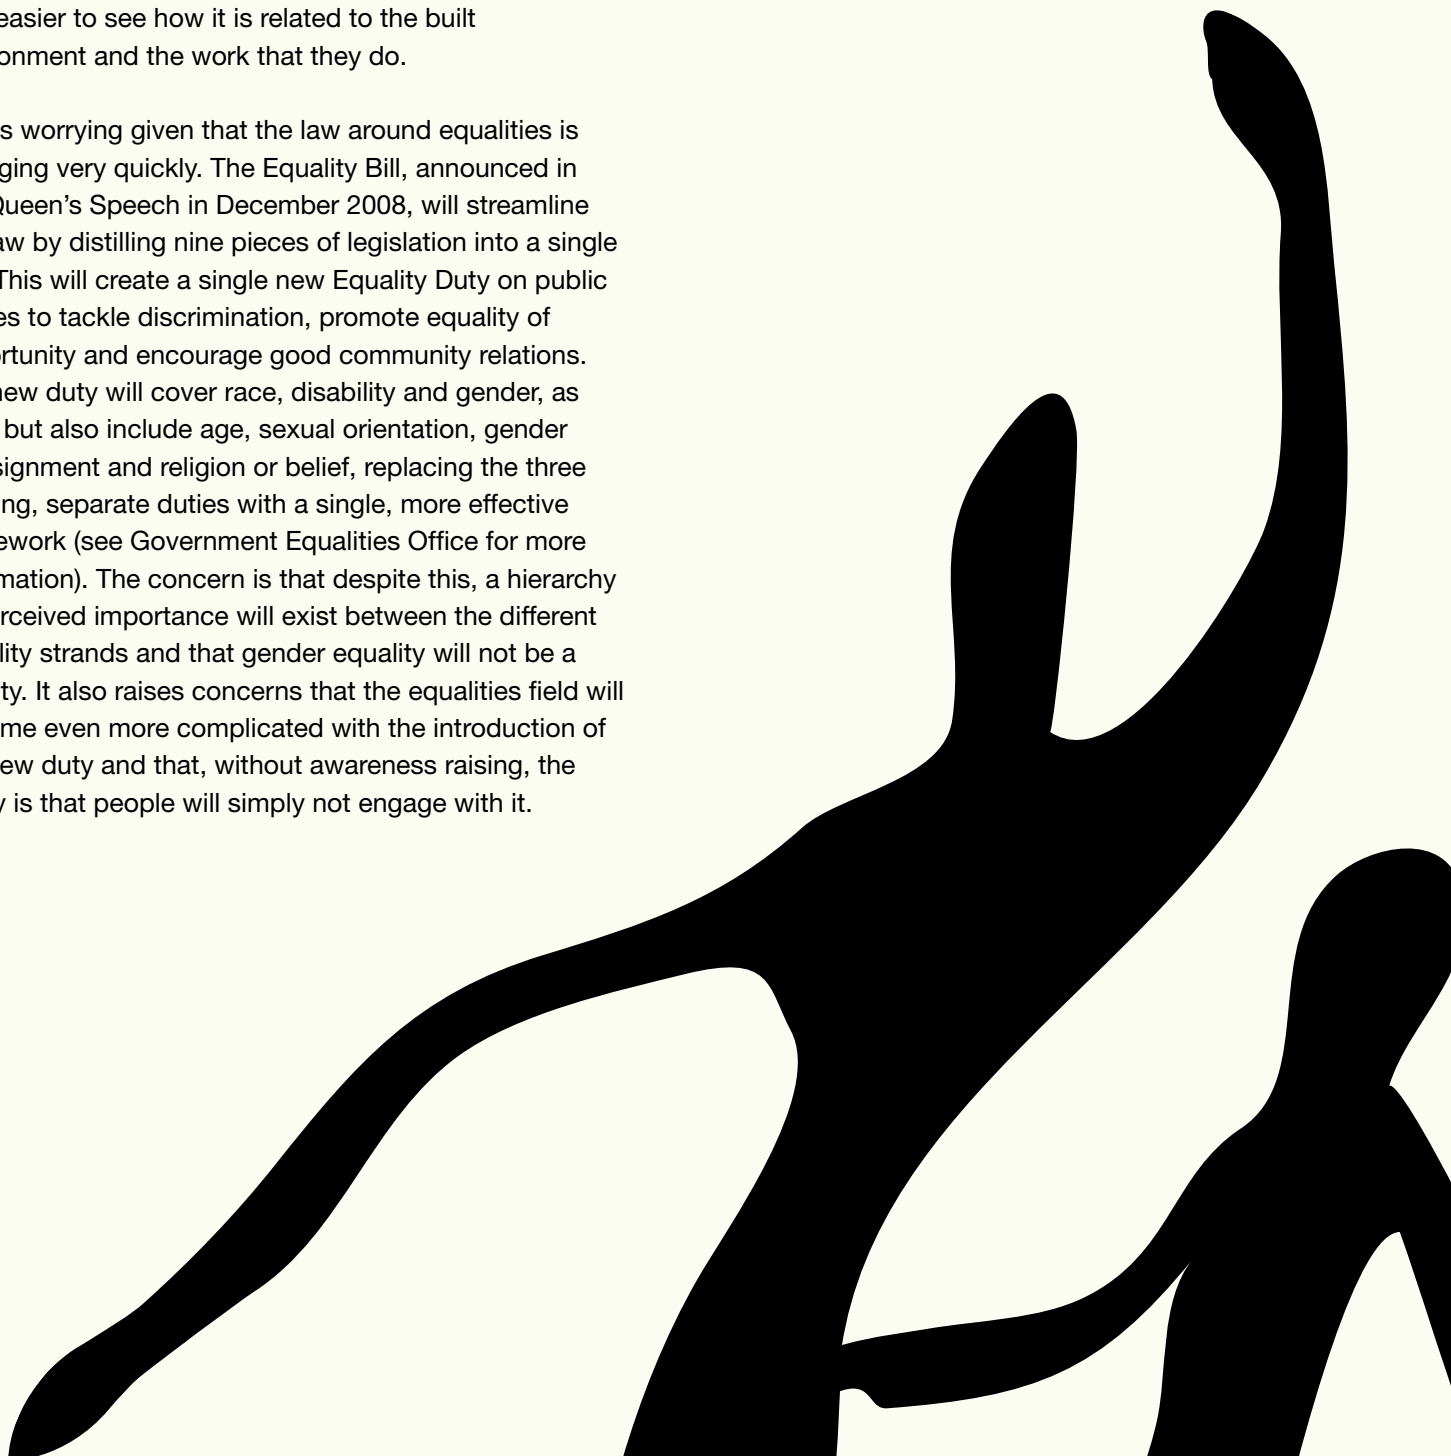 easier to see how it is related to the built
onment and the work that they do.
s worrying given that the law around equalities is
ging very quickly. The Equality Bill, announced in
Queen’s Speech in December 2008, will streamline
aw by distilling nine pieces of legislation into a single
This will create a single new Equality Duty on public
es to tackle discrimination, promote equality of
ortunity and encourage good community relations.
new duty will cover race, disability and gender, as
but also include age, sexual orientation, gender
signment and religion or belief, replacing the three
ng, separate duties with a single, more effective
ework (see Government Equalities Office for more
mation). The concern is that despite this, a hierarchy
rceived importance will exist between the different
lity strands and that gender equality will not be a
ty. It also raises concerns that the equalities field will
me even more complicated with the introduction of
ew duty and that, without awareness raising, the
y is that people will simply not engage with it.